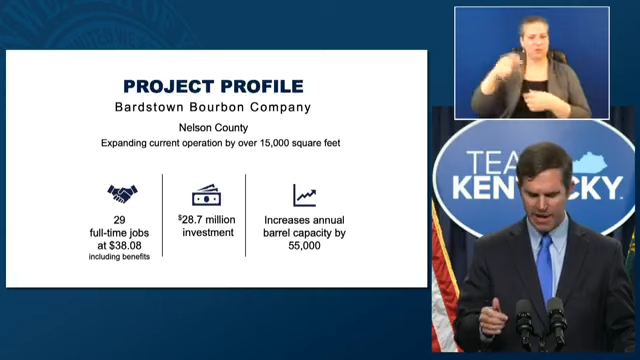 PROJECT PROFILE
Bardstown Bourbon Company
Nelson County
Expanding current operation by over 15,000 square feet
29
full-time jobs
at $38.08
including benefits
$28.7 million
investment
Increases annual
barrel capacity by
55,000
TEA
KENTUCKY